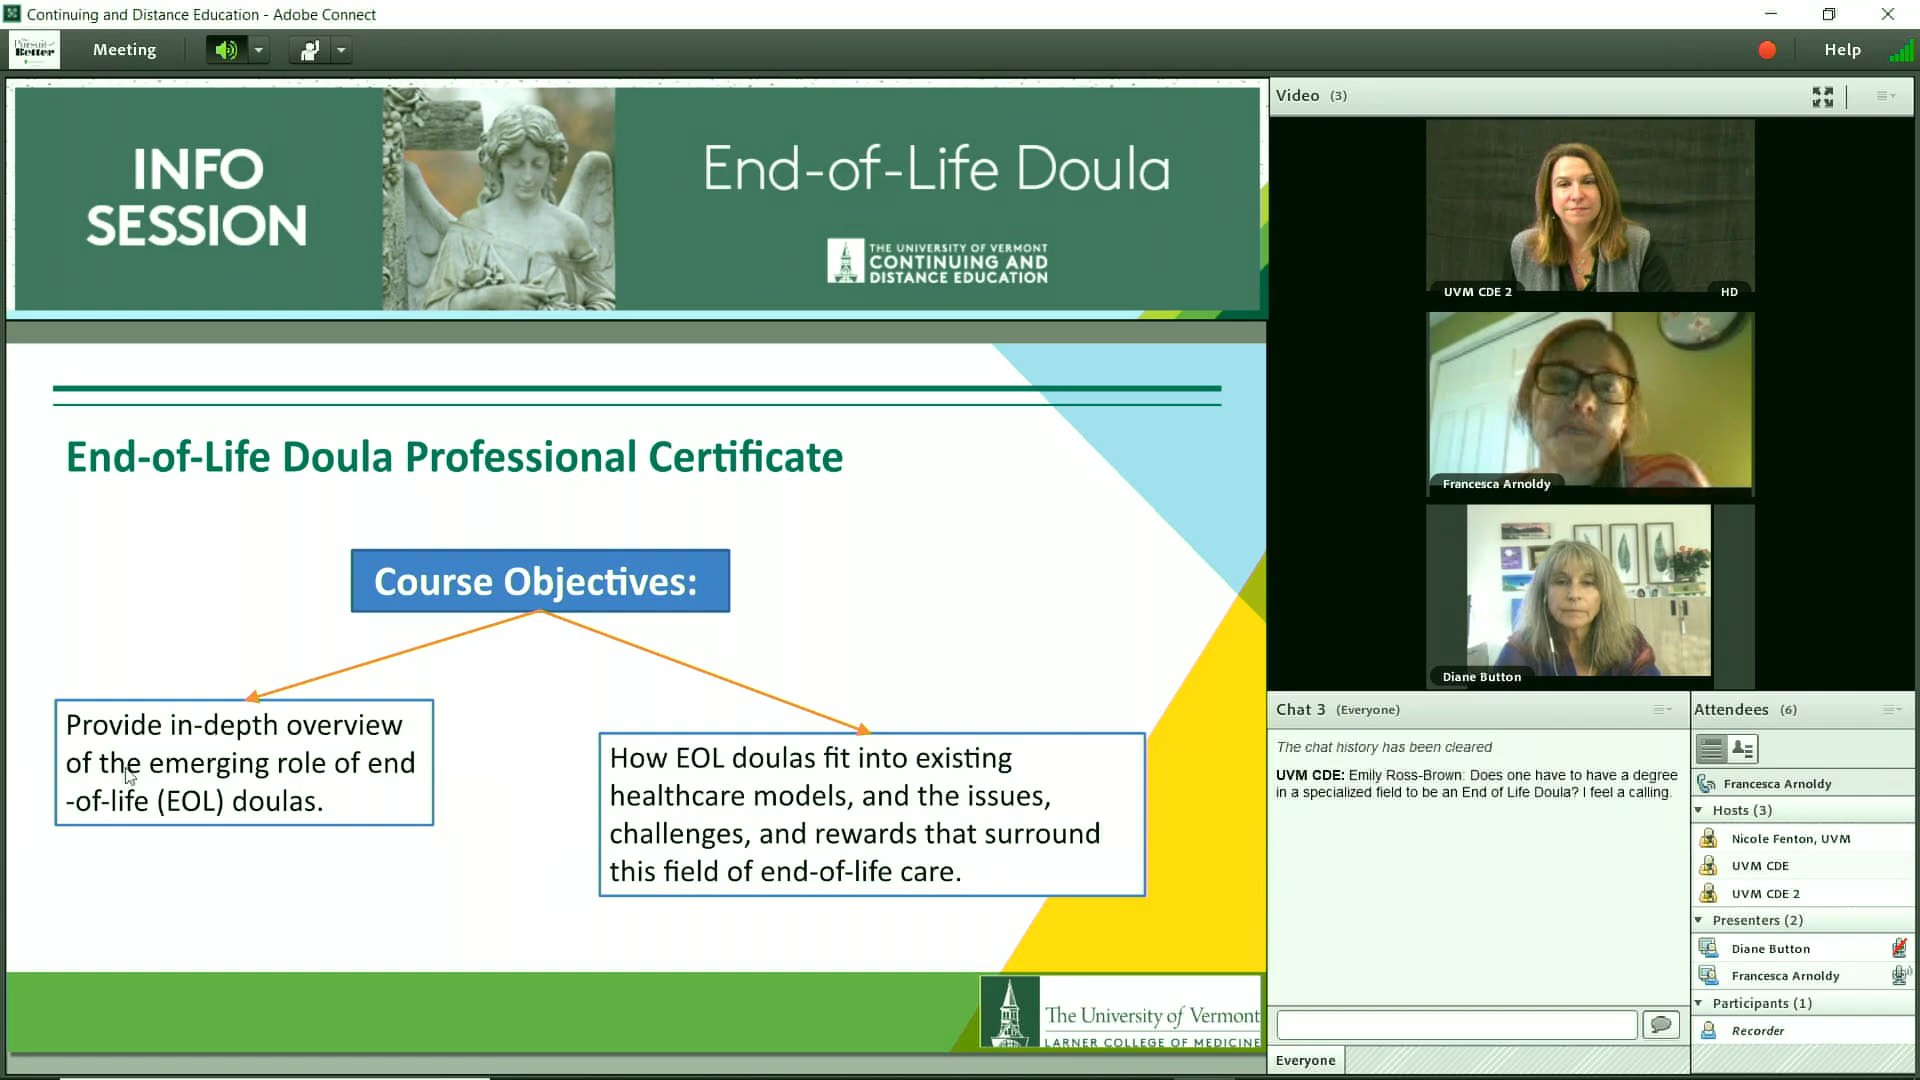 Continuing and Distance Education - Adobe Connect
Pursuit of
Better
Meeting
Help
INFO
SESSION
End-of-Life Doula
THE UNIVERSITY OF VERMONT
CONTINUING AND
DISTANCE EDUCATION
End-of-Life Doula Professional Certificate
Course Objectives:
Provide in-depth overview
of the emerging role of end
-of-life (EOL) doulas.
How EOL doulas fit into existing
healthcare models, and the issues,
challenges, and rewards that surround
this field of end-of-life care.
The University of Vermont
LARNER COLLEGE OF MEDICINE
Video (3)
UVM CDE 2
HD
Francesca Arnoldy
Diane Button
Chat 3 (Everyone)
The chat history has been cleared
UVM CDE: Emily Ross-Brown: Does one have to have a degree
in a specialized field to be an End of Life Doula? I feel a calling.
Everyone
Attendees (6)
Francesca Arnoldy
Hosts (3)
Nicole Fenton, UVM
UVM CDE
UVM CDE 2
Presenters (2)
Diane Button
Francesca Arnoldy
Participants (1)
Recorder